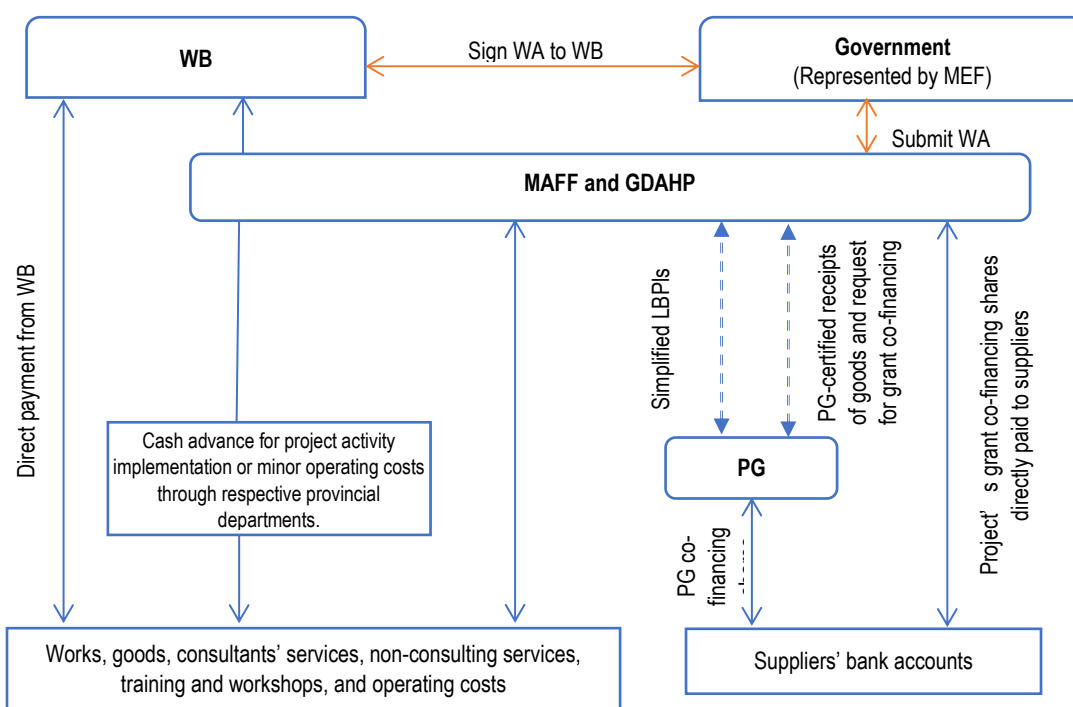 WB
Sign WA to WB
Government
(Represented by MEF)
Submit WA
MAFF and GDAHP
Direct payment from WB
Cash advance for project activity
implementation or minor operating costs
through respective provincial
departments.
Simplified LBPIs
PG-certified receipts
of goods and request
for grant co-financing
Project's grant co-financing shares
directly paid to suppliers
PG
PG co-
financing
Works, goods, consultants' services, non-consulting services,
training and workshops, and operating costs
Suppliers' bank accounts